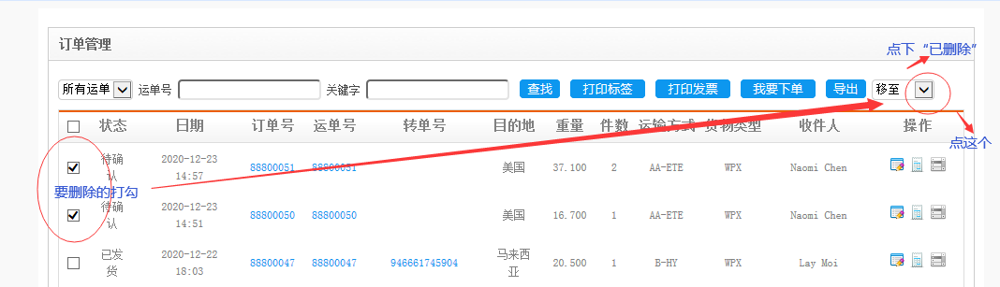 订单管理
点下“已删除”
所有运单 运单号 关键字 查找 打印标签 打印发票 我要下单 导出 移至
状态 日期 订单号 运单号 转单号 目的地 重量 件数 运输方式 货物类型 收件人 操作
点这个
待确认 2020-12-23 14:57 88800051 88800051 美国 37.100 2 AA-ETE WPX Naomi Chen
要删除的打勾
待确认 2020-12-23 14:51 88800050 88800050 美国 16.700 1 AA-ETE WPX Naomi Chen
已发货 2020-12-22 18:03 88800047 88800047 946661745904 马来西亚 20.500 1 B-HY WPX Lay Moi